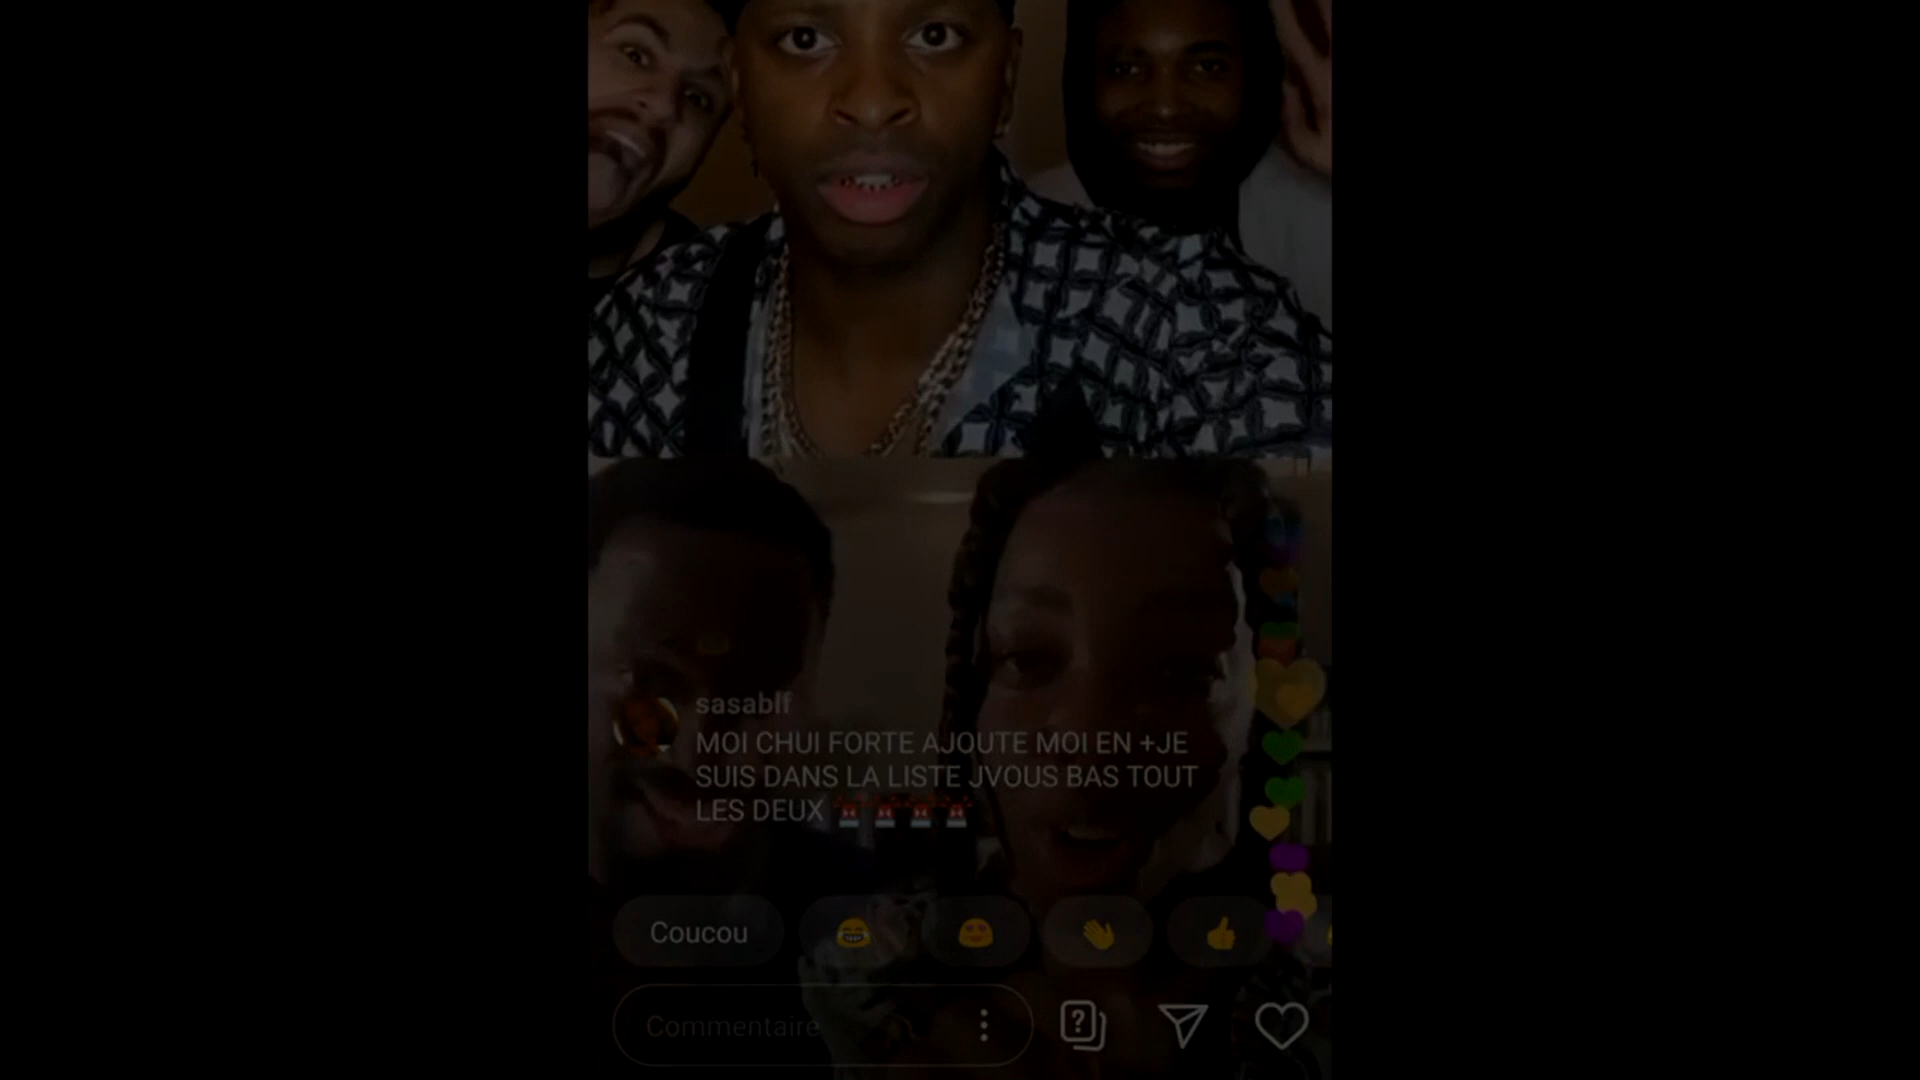 sasablf
MOI CHUI FORTE AJOUTE MOI EN +JE
SUIS DANS LA LISTE JVOUS BAS TOUT
LES DEUX
Coucou
Commentaire